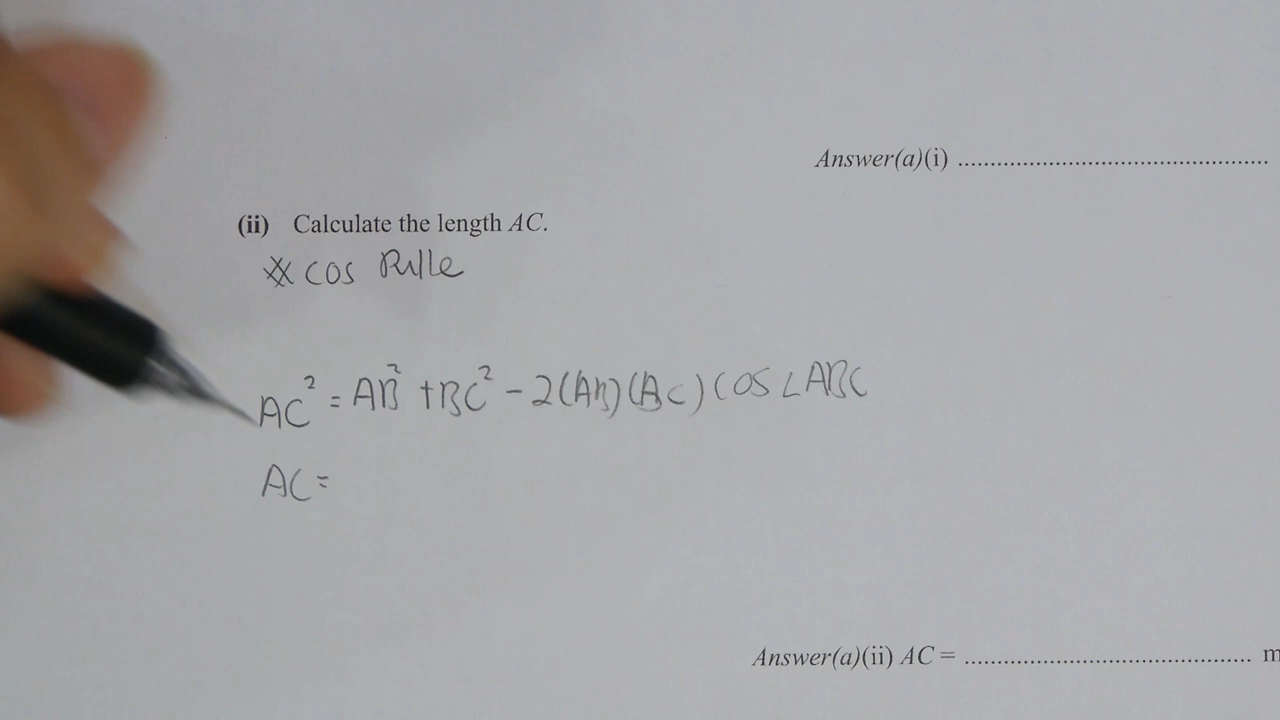 Answer(a)(i) ................................................
(ii) Calculate the length AC.
※ cos Rule
AC² = AB² + BC² - 2(AB)(AC) cos ∠ABC
AC =
Answer(a)(ii) AC = ............................................ m